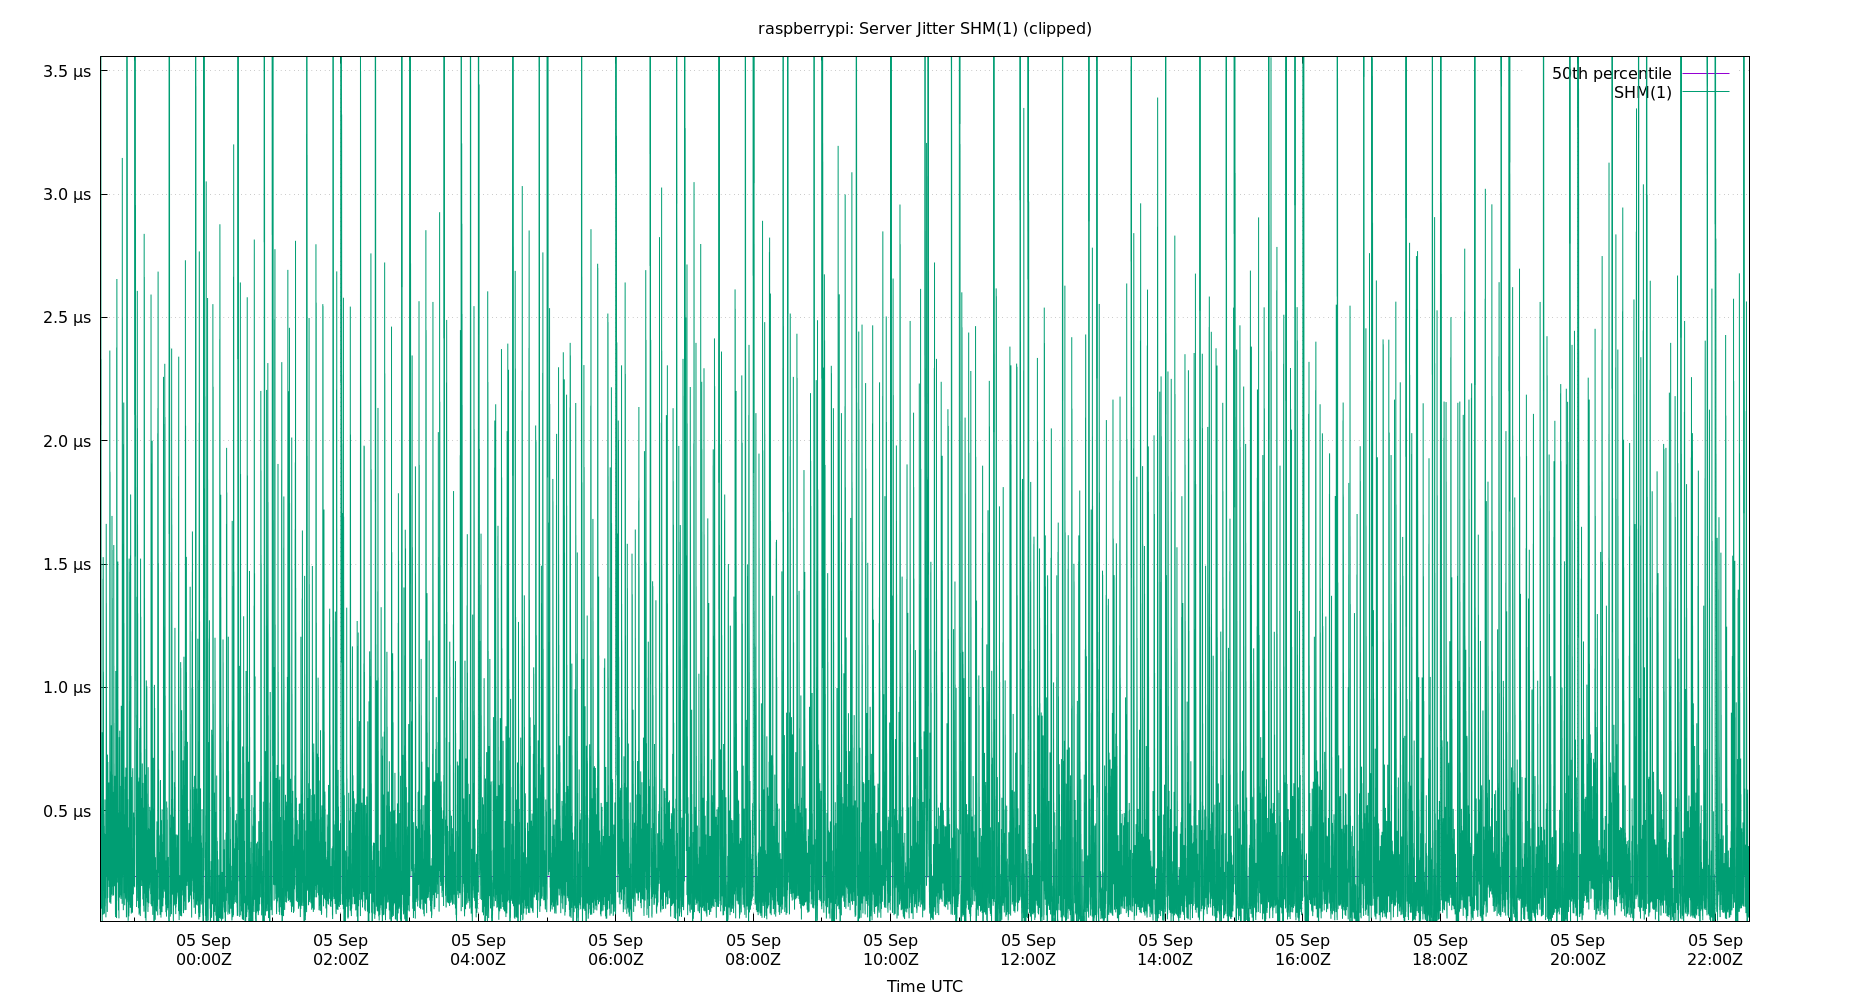 raspberrypi: Server Jitter SHM(1) (clipped)
3.5 µs
50th percentile
SHM(1)
3.0 µs
2.5 µs
2.0 µs
1.5 µs
1.0 µs
0.5 µs
05 Sep 05 Sep 05 Sep 05 Sep 05 Sep 05 Sep 05 Sep 05 Sep 05 Sep 05 Sep 05 Sep 05 Sep
00:00Z 02:00Z 04:00Z 06:00Z 08:00Z 10:00Z 12:00Z 14:00Z 16:00Z 18:00Z 20:00Z 22:00Z
Time UTC